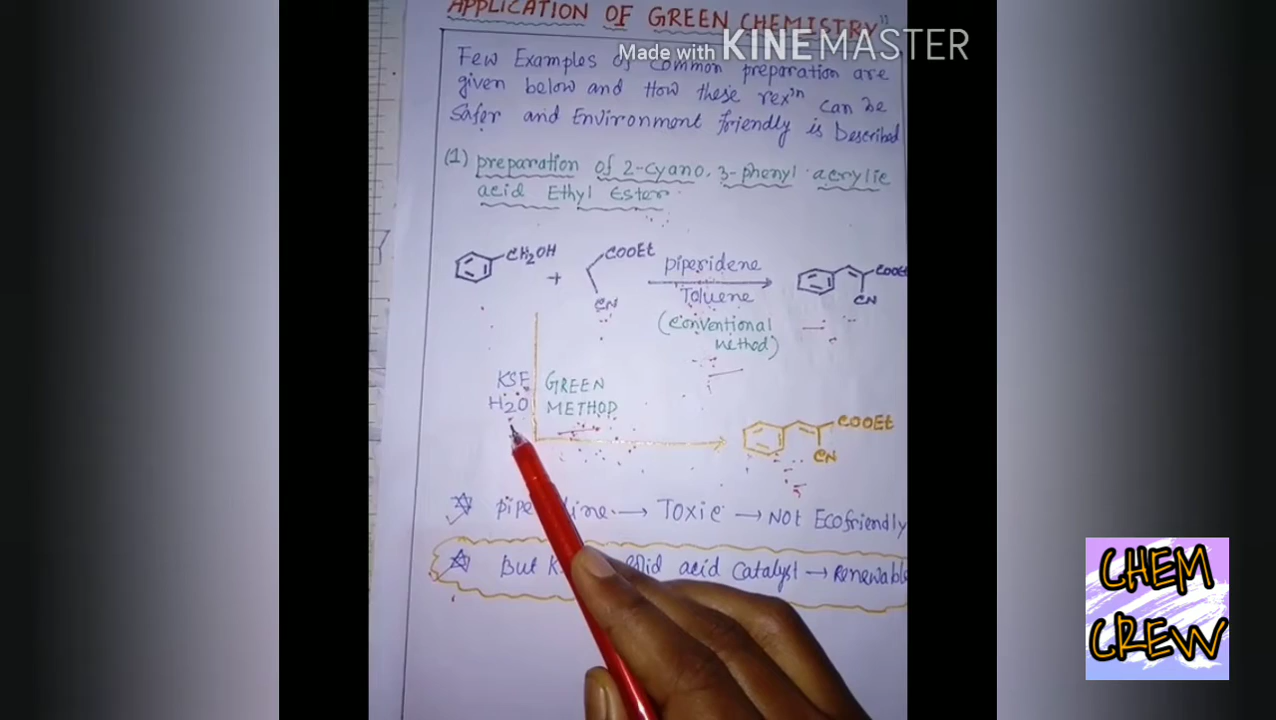 APPLICATION OF GREEN CHEMISTRY"
Made with KINEMASTER
Few Examples of Common preparation are
given below and How these rexⁿ can be
Safer and Environment friendly is Described
(1) preparation of 2-cyano, 3-phenyl acrylic
acid Ethyl Ester
CH₂OH
+
COOEt
CN
piperidene
Toluene
(Conventional
Method)
COOEt
CN
KSF
H2O
GREEN
METHOD
COOEt
CN
→ Toxic → NOT Ecofriendly
But acid catalyst → Renewable
CHEM
CREW